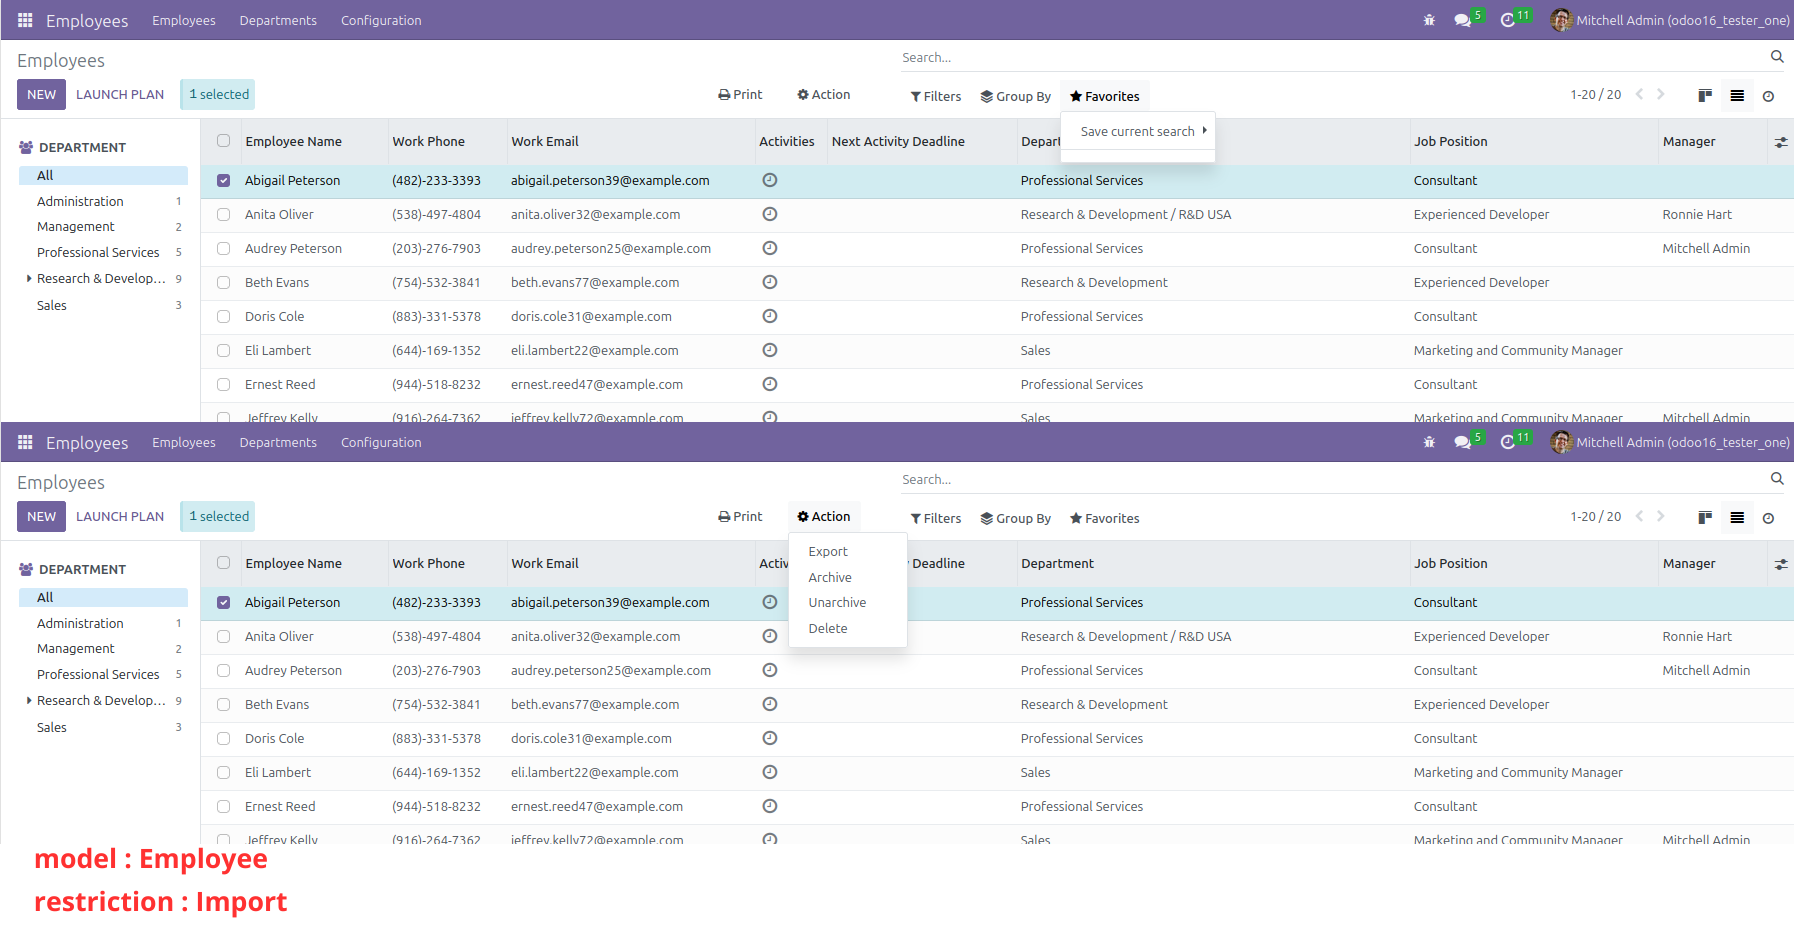 Employees Employees Departments Configuration 5 11 Mitchell Admin (odoo16_tester_one)
Employees Search...
NEW LAUNCH PLAN 1 selected Print Action Filters Group By Favorites 1-20 / 20
Save current search
DEPARTMENT Employee Name Work Phone Work Email Activities Next Activity Deadline Depart Job Position Manager
All Abigail Peterson (482)-233-3393 abigail.peterson39@example.com Professional Services Consultant
Administration 1 Anita Oliver (538)-497-4804 anita.oliver32@example.com Research & Development / R&D USA Experienced Developer Ronnie Hart
Management 2
Professional Services 5 Audrey Peterson (203)-276-7903 audrey.peterson25@example.com Professional Services Consultant Mitchell Admin
Research & Develop... 9 Beth Evans (754)-532-3841 beth.evans77@example.com Research & Development Experienced Developer
Sales 3 Doris Cole (883)-331-5378 doris.cole31@example.com Professional Services Consultant
Eli Lambert (644)-169-1352 eli.lambert22@example.com Sales Marketing and Community Manager
Ernest Reed (944)-518-8232 ernest.reed47@example.com Professional Services Consultant
Jeffrey Kelly (916)-264-7362 jeffrey.kelly72@example.com Sales Marketing and Community Manager Mitchell Admin
Employees Employees Departments Configuration 5 11 Mitchell Admin (odoo16_tester_one)
Employees Search...
NEW LAUNCH PLAN 1 selected Print Action Filters Group By Favorites 1-20 / 20
Export
Archive
Unarchive
Delete
DEPARTMENT Employee Name Work Phone Work Email Activ y Deadline Department Job Position Manager
All Abigail Peterson (482)-233-3393 abigail.peterson39@example.com Professional Services Consultant
Administration 1 Anita Oliver (538)-497-4804 anita.oliver32@example.com Research & Development / R&D USA Experienced Developer Ronnie Hart
Management 2
Professional Services 5 Audrey Peterson (203)-276-7903 audrey.peterson25@example.com Professional Services Consultant Mitchell Admin
Research & Develop... 9 Beth Evans (754)-532-3841 beth.evans77@example.com Research & Development Experienced Developer
Sales 3 Doris Cole (883)-331-5378 doris.cole31@example.com Professional Services Consultant
Eli Lambert (644)-169-1352 eli.lambert22@example.com Sales Marketing and Community Manager
Ernest Reed (944)-518-8232 ernest.reed47@example.com Professional Services Consultant
Jeffrey Kelly (916)-264-7362 jeffrey.kelly72@example.com Sales Marketing and Community Manager Mitchell Admin
model : Employee
restriction : Import